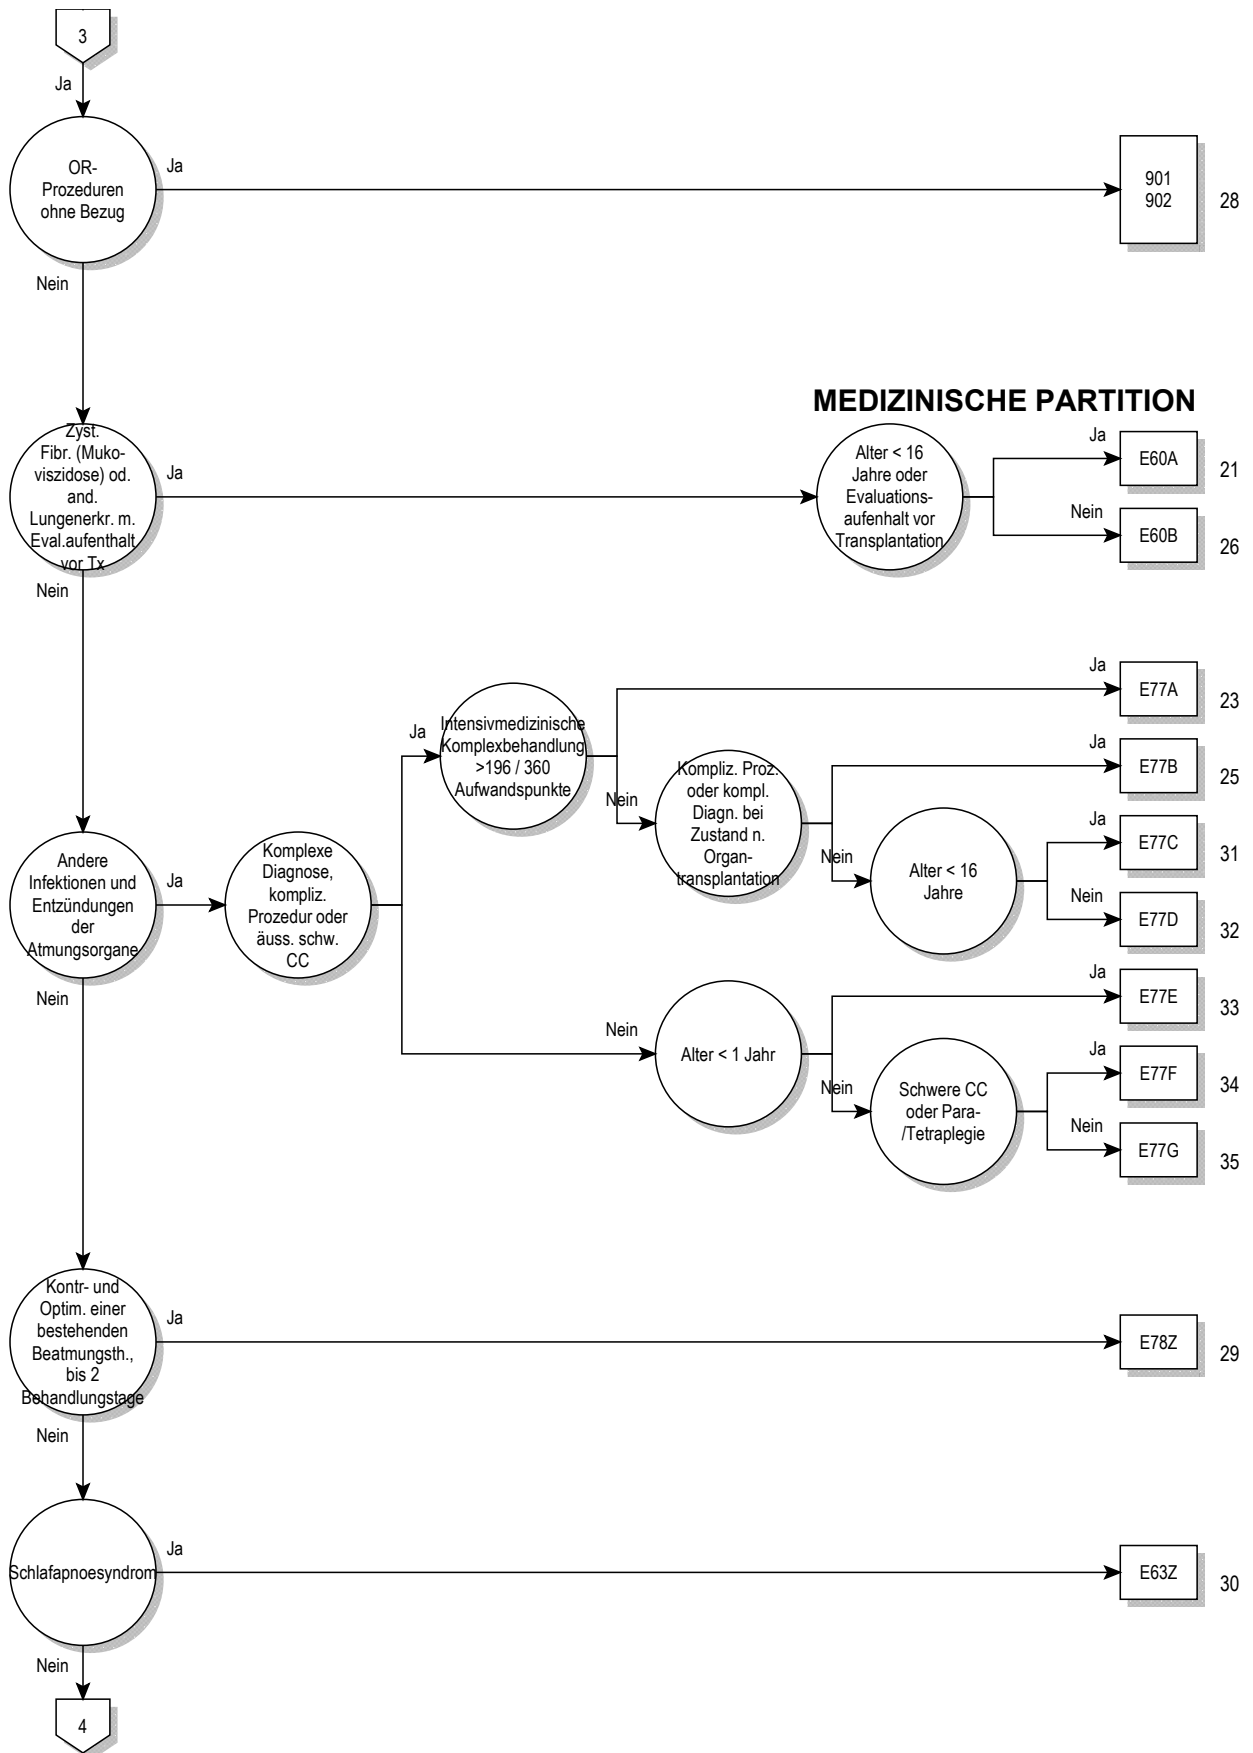 3
Ja
OR-
Prozeduren
ohne Bezug
Ja
901
902
28
Nein
MEDIZINISCHE PARTITION
Zyst.
Fibr. (Muko-
viszidose) od.
and.
Lungenerkr. m.
Eval.aufenthalt
vor Tx
Ja
Alter < 16
Jahre oder
Evaluations-
aufenhalt vor
Transplantation
Ja
E60A
21
Nein
E60B
26
Nein
Andere
Infektionen und
Entzündungen
der
Atmungsorgane
Ja
Komplexe
Diagnose,
kompliz.
Prozedur oder
äuss. schw.
CC
Ja
Intensivmedizinische
Komplexbehandlung
>196 / 360
Aufwandspunkte
Ja
E77A
23
Nein
Kompliz. Proz.
oder kompl.
Diagn. bei
Zustand n.
Organ-
transplantation
Ja
E77B
25
Nein
Alter < 16
Jahre
Ja
E77C
31
Nein
E77D
32
Nein
Alter < 1 Jahr
Ja
E77E
33
Nein
Schwere CC
oder Para-
/Tetraplegie
Ja
E77F
34
Nein
E77G
35
Nein
Kontr- und
Optim. einer
bestehenden
Beatmungsth.,
bis 2
Behandlungstage
Ja
E78Z
29
Nein
Schlafapnoesyndrom
Ja
E63Z
30
Nein
4